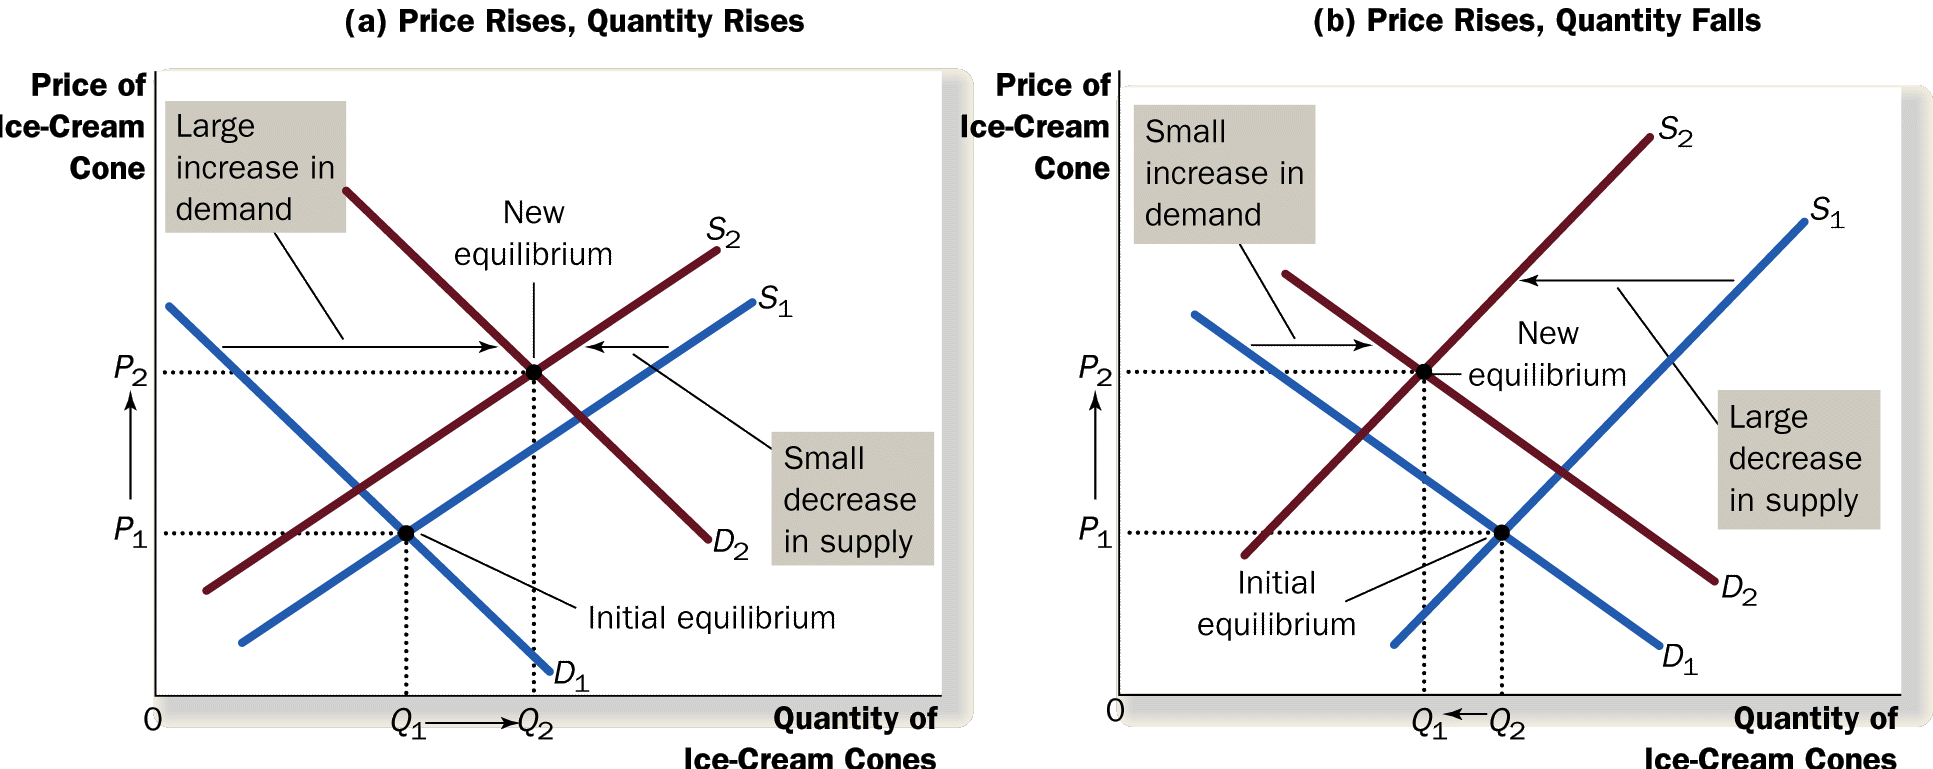 (a) Price Rises, Quantity Rises
Price of
Ice-Cream
Cone
Large
increase in
demand
New
equilibrium
S2
S1
P2
P1
Small
decrease
in supply
D2
Initial equilibrium
D1
0
Q1
Q2
Quantity of
Ice-Cream Cones
(b) Price Rises, Quantity Falls
Price of
Ice-Cream
Cone
Small
increase in
demand
S2
S1
New
equilibrium
P2
P1
Large
decrease
in supply
Initial
equilibrium
D2
D1
0
Q1
Q2
Quantity of
Ice-Cream Cones